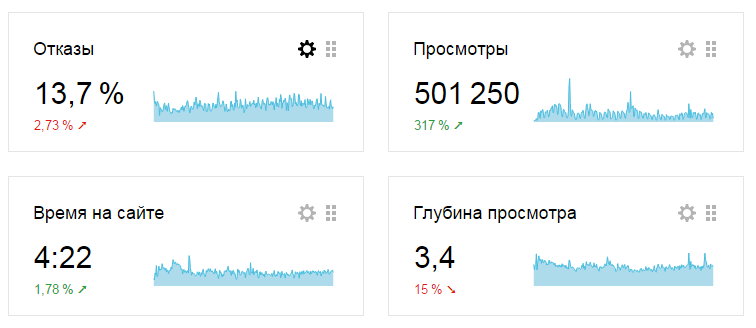 Отказы
13,7 %
2,73 % ↗
Просмотры
501 250
317 % ↗
Время на сайте
4:22
1,78 % ↗
Глубина просмотра
3,4
15 % ↘